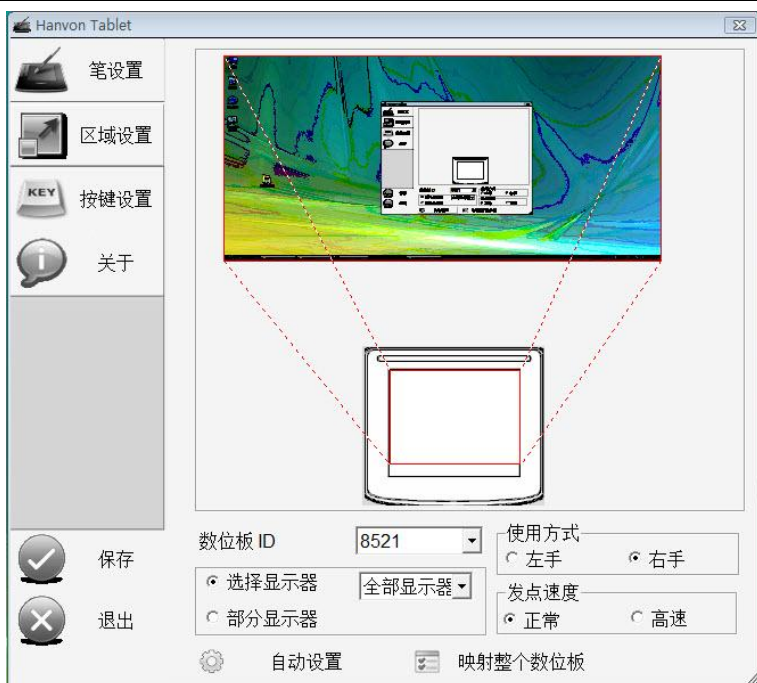 Hanvon Tablet
笔设置
区域设置
KEY 按键设置
关于
保存
退出
数位板 ID 8521
选择显示器 全部显示器
部分显示器
使用方式
左手 右手
发点速度
正常 高速
自动设置 映射整个数位板